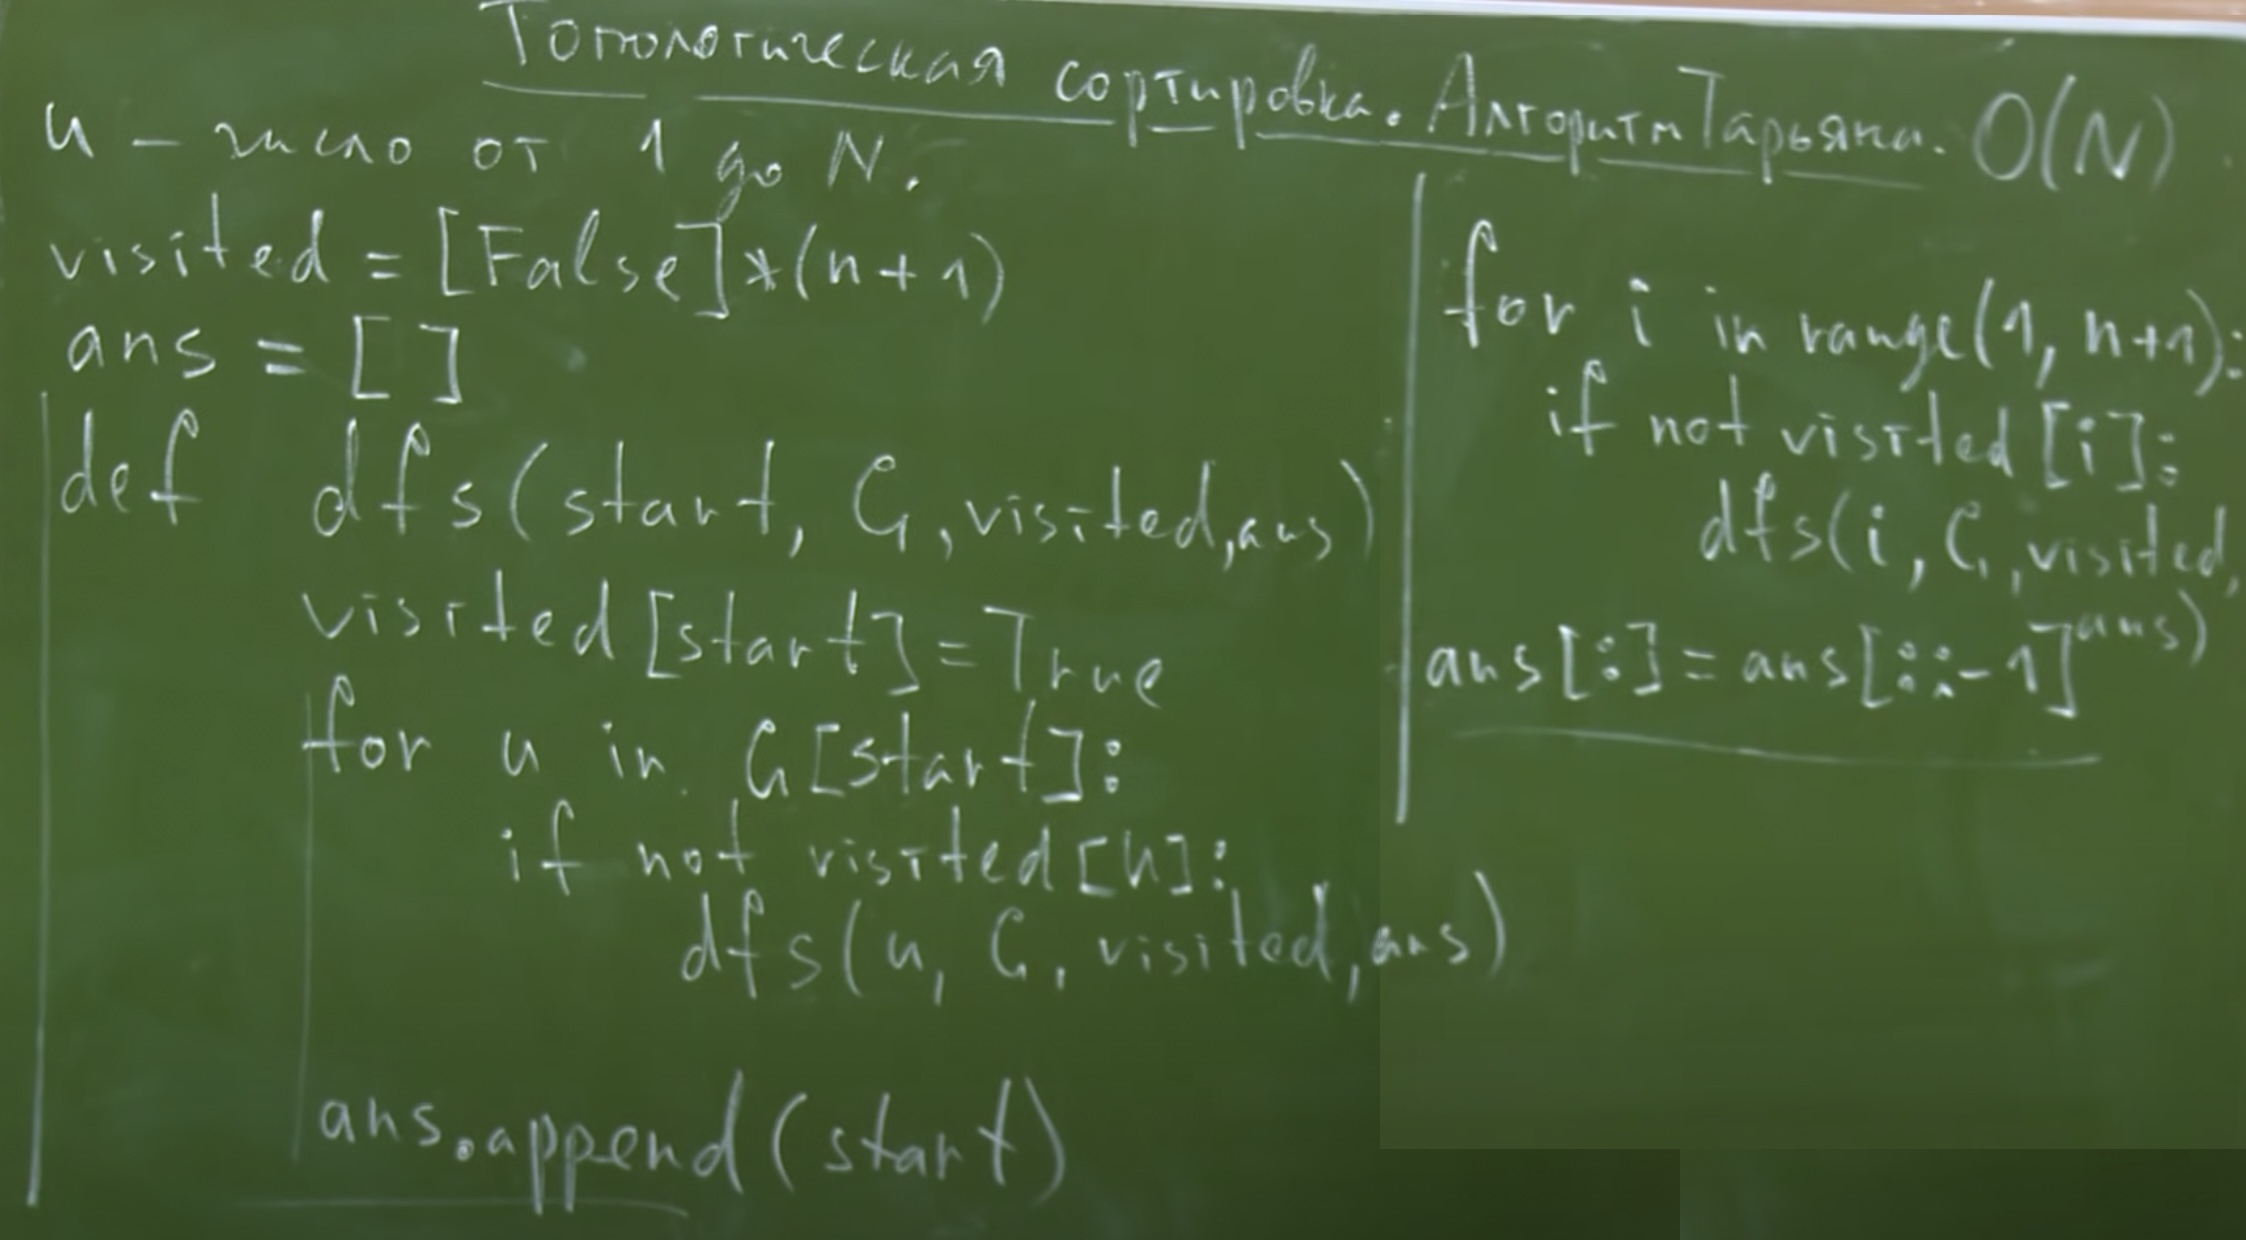 Топологическая сортировка. Алгоритм Тарьяна. O(N)
u – число от 1 до N.
visited = [False]*(n+1)
ans = []
def dfs(start, G, visited, ans)
visited[start]=True
for u in G[start]:
if not visited[u]:
dfs(u, G, visited, ans)
ans.append(start)
for i in range(1, n+1):
if not visited[i]:
dfs(i, G, visited,
ans)
ans[:] = ans[::-1]